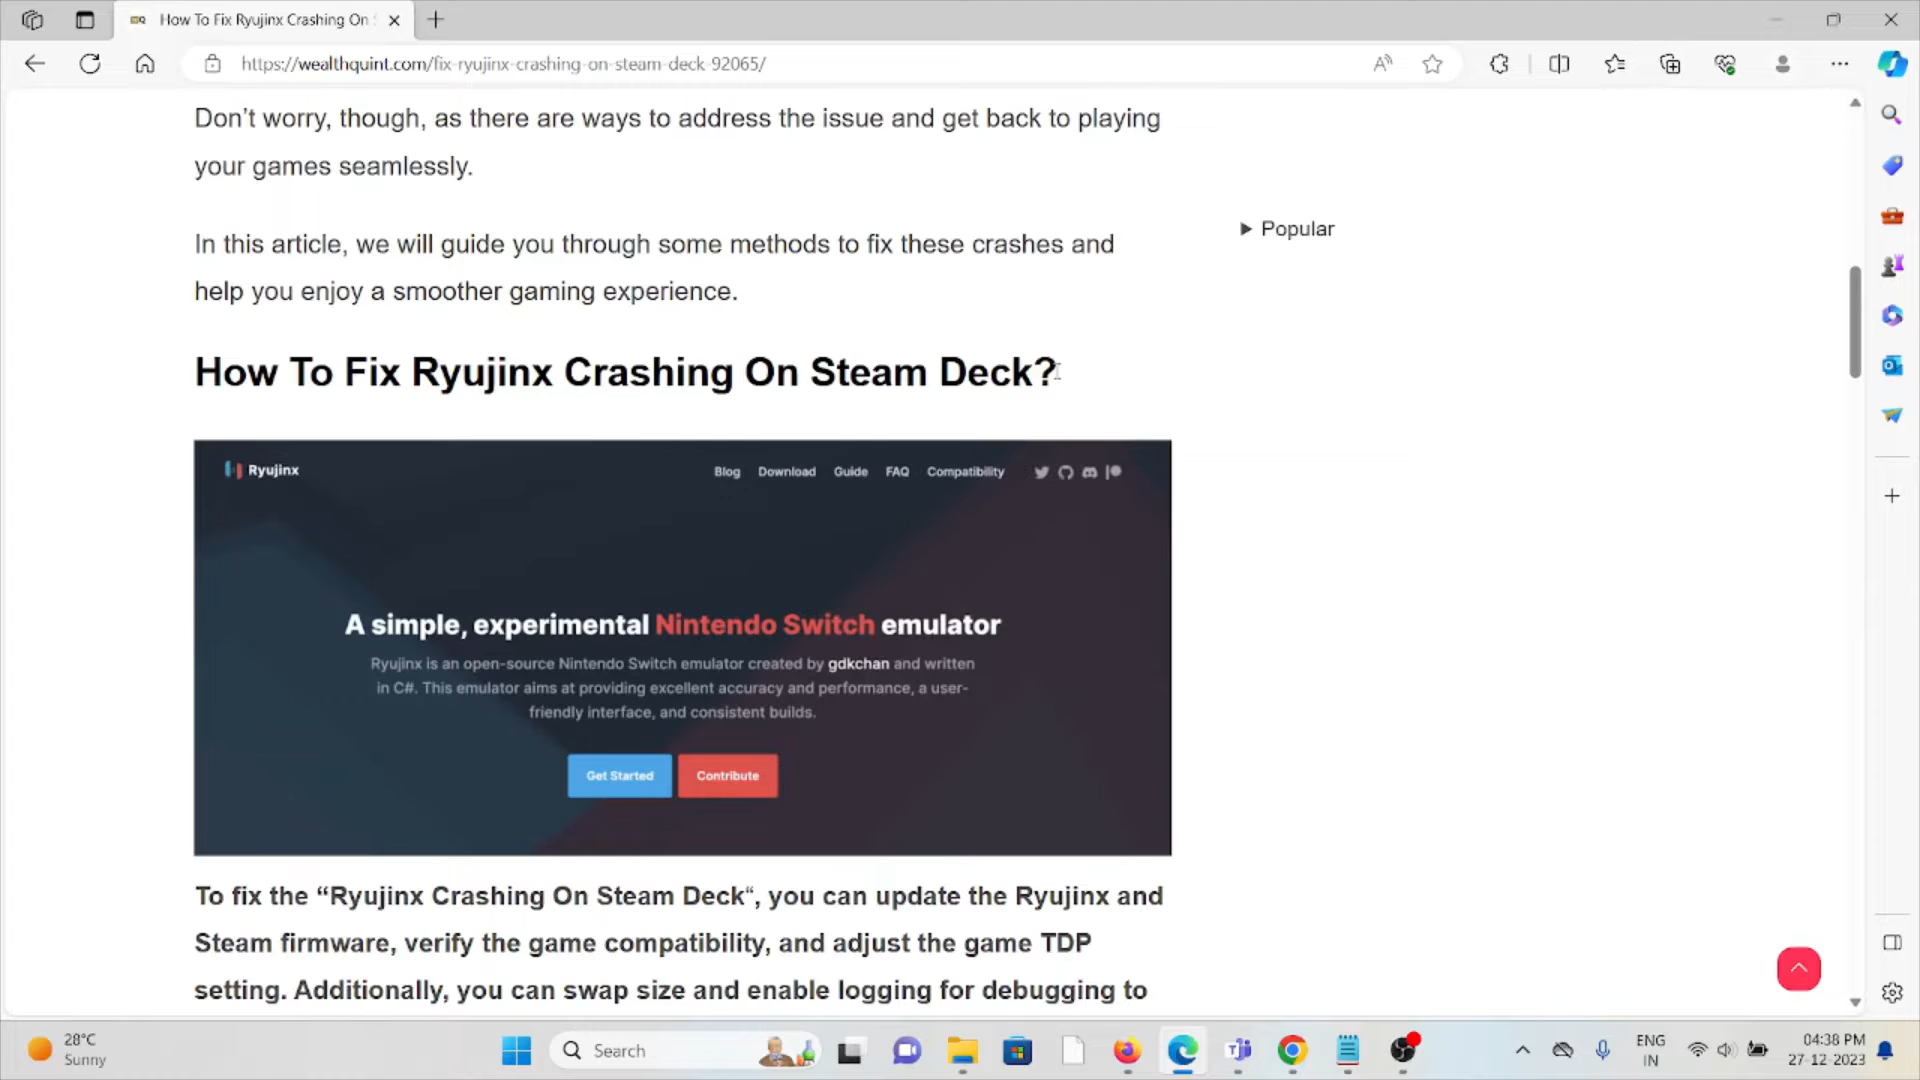 How To Fix Ryujinx Crashing On S
https://wealthquint.com/fix-ryujinx-crashing-on-steam-deck-92065/
Don’t worry, though, as there are ways to address the issue and get back to playing
your games seamlessly.
In this article, we will guide you through some methods to fix these crashes and
help you enjoy a smoother gaming experience.
Popular
How To Fix Ryujinx Crashing On Steam Deck?
Ryujinx
Blog Download Guide FAQ Compatibility
A simple, experimental Nintendo Switch emulator
Ryujinx is an open-source Nintendo Switch emulator created by gdkchan and written
in C#. This emulator aims at providing excellent accuracy and performance, a user-
friendly interface, and consistent builds.
Get Started Contribute
To fix the “Ryujinx Crashing On Steam Deck“, you can update the Ryujinx and
Steam firmware, verify the game compatibility, and adjust the game TDP
setting. Additionally, you can swap size and enable logging for debugging to
28°C
Sunny
Search
ENG
IN
04:38 PM
27-12-2023